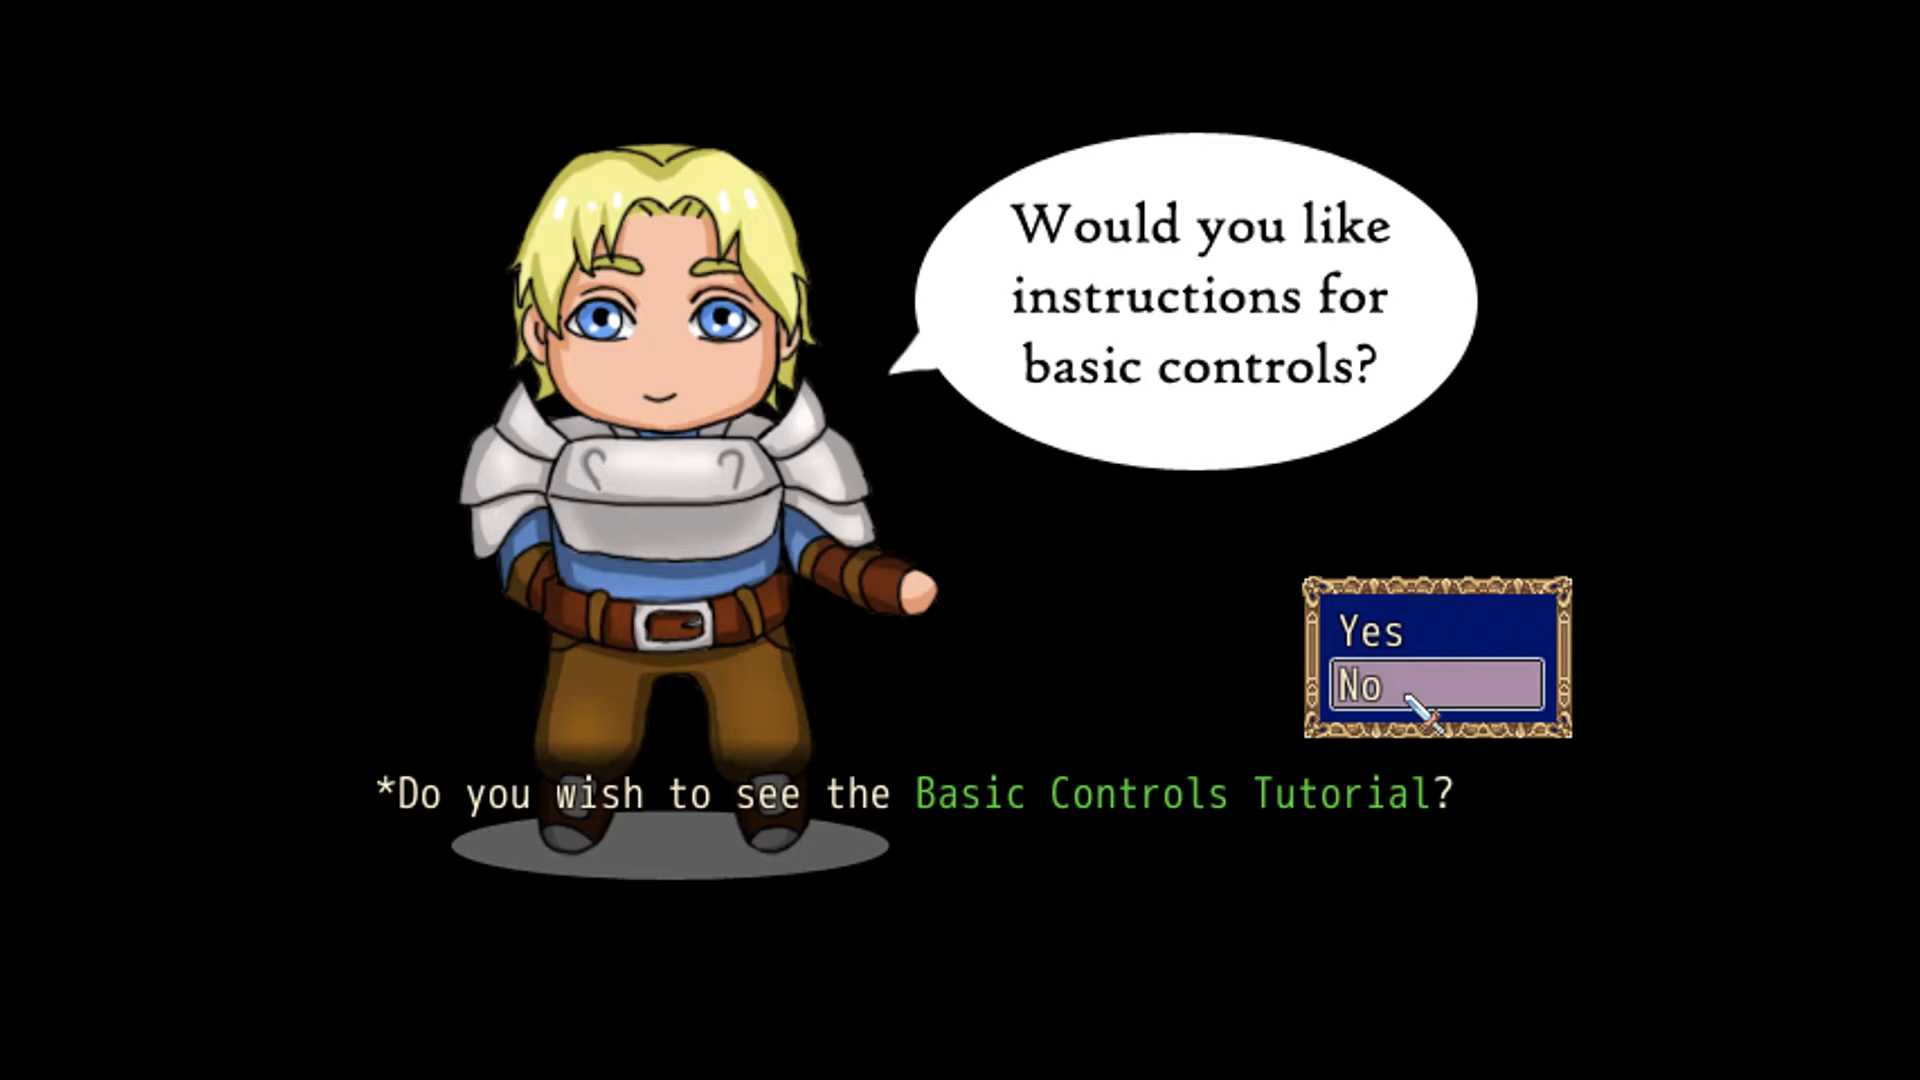 Would you like
instructions for
basic controls?
Yes
No
*Do you wish to see the Basic Controls Tutorial?